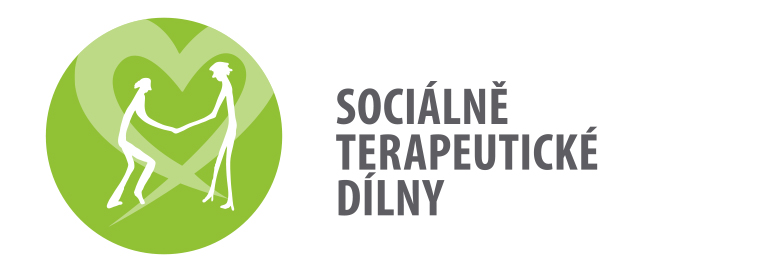 SOCIÁLNĚ
TERAPEUTICKÉ
DÍLNY